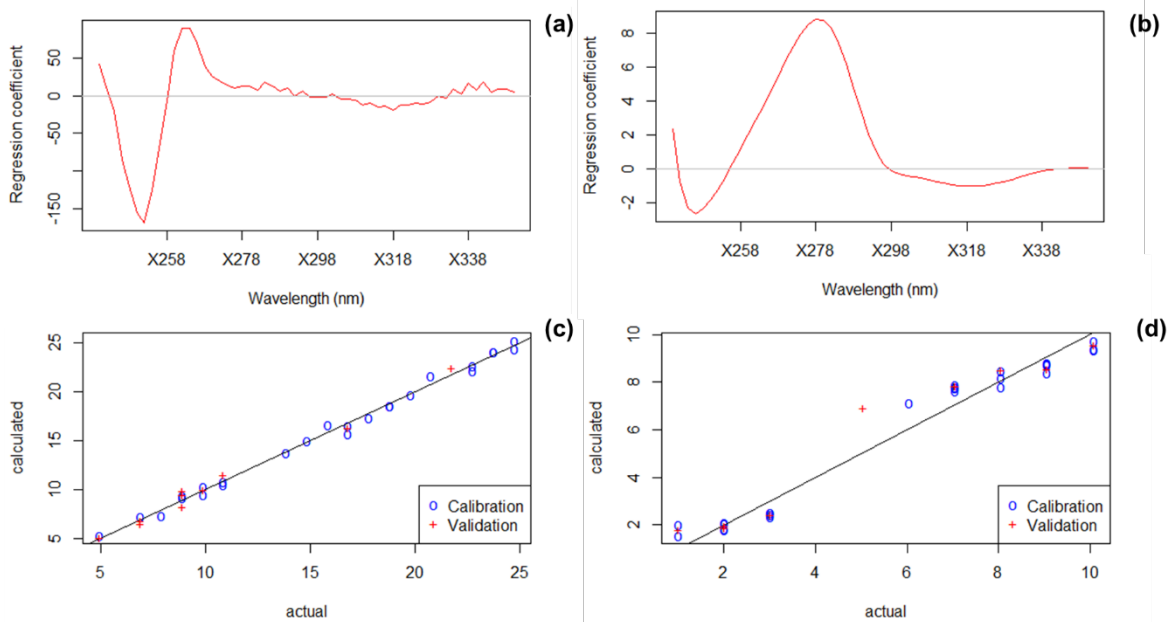 (a)
Regression coefficient
50
0
-50
-150
X258 X278 X298 X318 X338
Wavelength (nm)
(b)
Regression coefficient
8
6
4
2
0
-2
X258 X278 X298 X318 X338
Wavelength (nm)
(c)
calculated
25
20
15
10
5
Calibration
Validation
5 10 15 20 25
actual
(d)
calculated
10
8
6
4
2
Calibration
Validation
2 4 6 8 10
actual